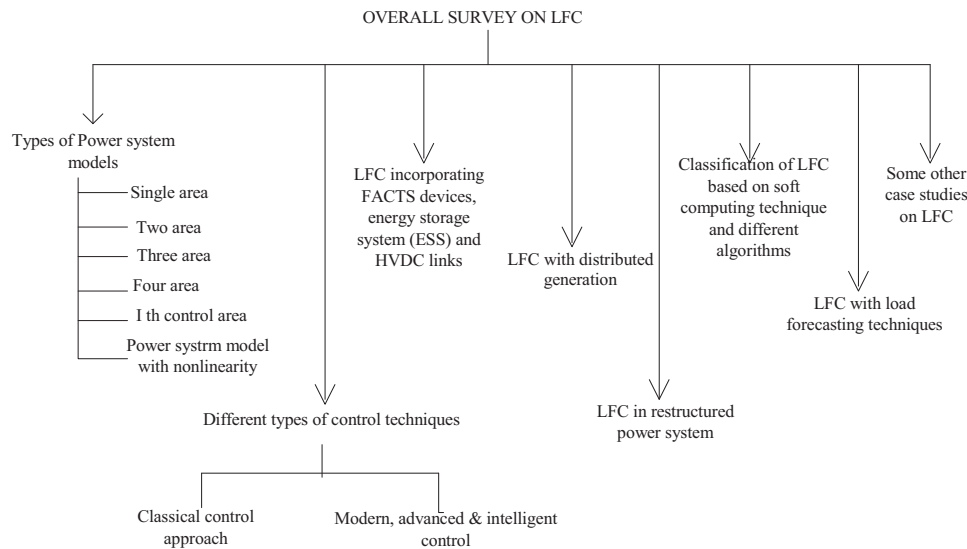 OVERALL SURVEY ON LFC
Types of Power system
models
Single area
Two area
Three area
Four area
I th control area
Power systrm model
with nonlinearity
Different types of control techniques
Classical control
approach
Modern, advanced & intelligent
control
LFC incorporating
FACTS devices,
energy storage
system (ESS) and
HVDC links
LFC with distributed
generation
LFC in restructured
power system
Classification of LFC
based on soft
computing technique
and different
algorithms
LFC with load
forecasting techniques
Some other
case studies
on LFC